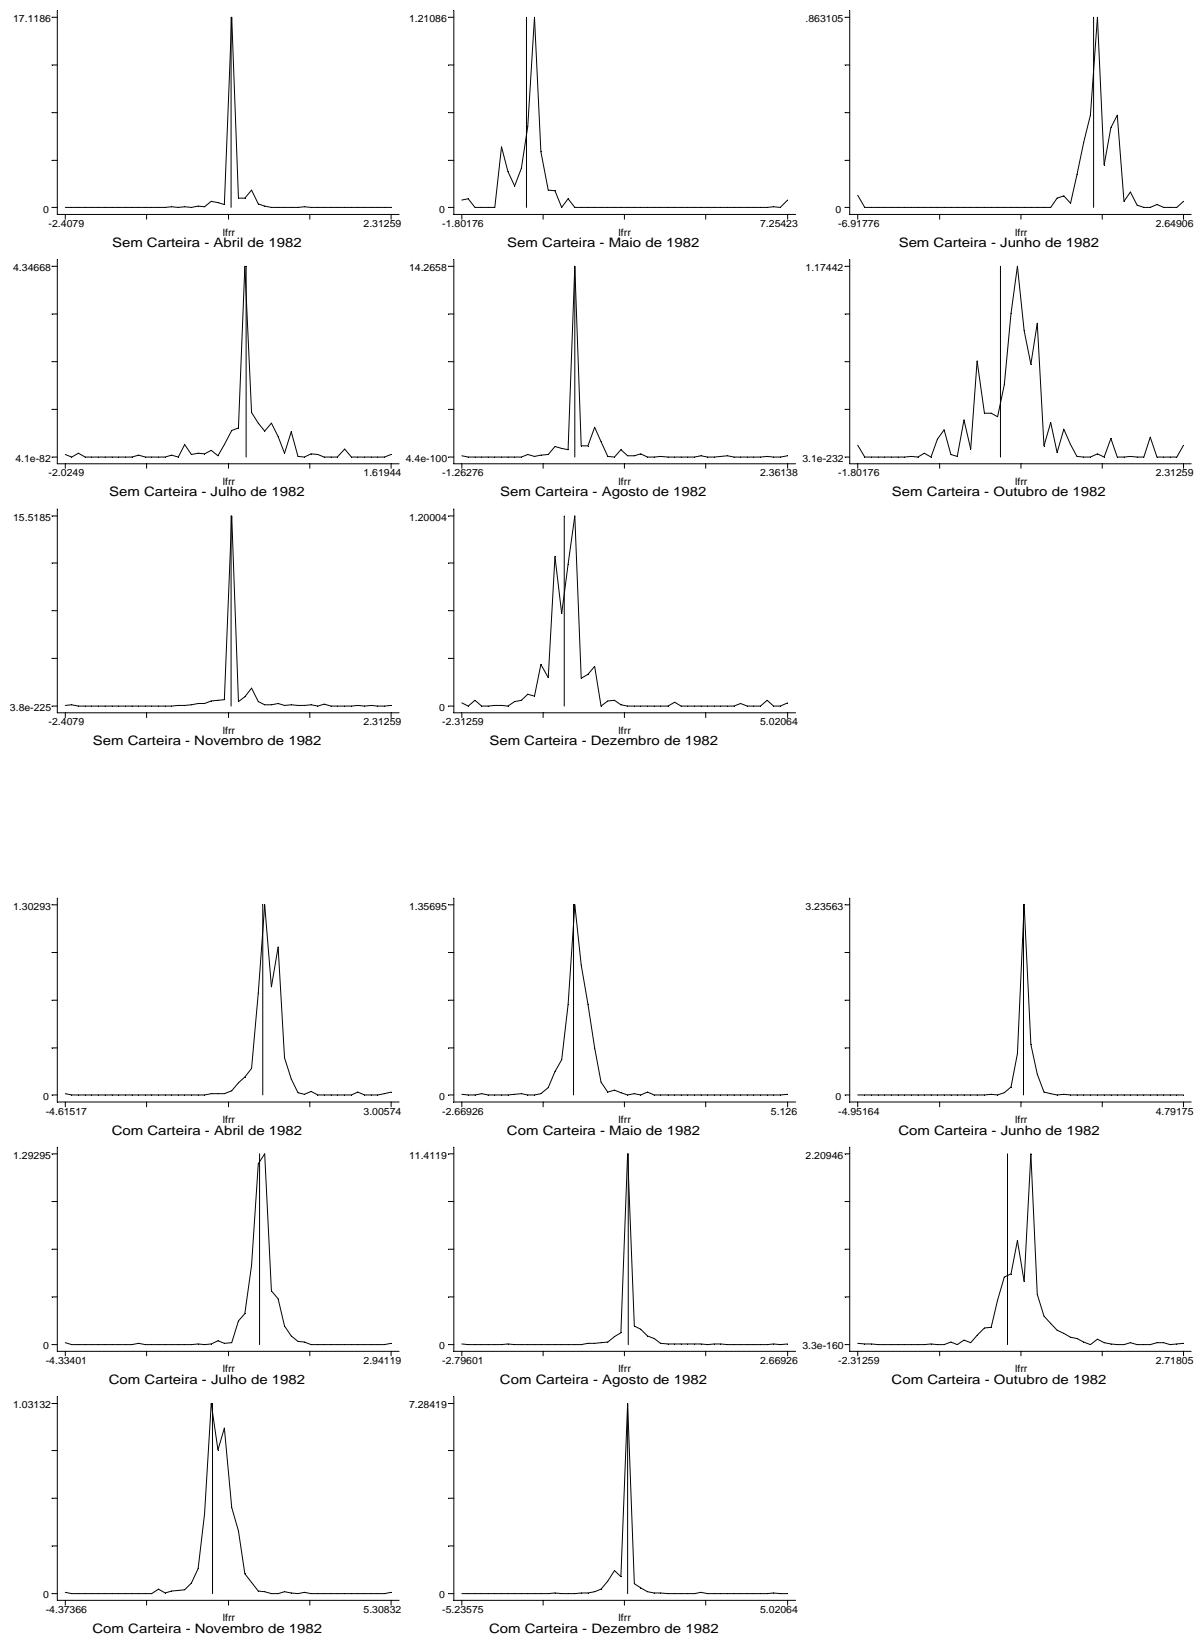 17.1186
0
-2.4079
lfrr
2.31259
Sem Carteira - Abril de 1982
1.21086
0
-1.80176
lfrr
7.25423
Sem Carteira - Maio de 1982
.863105
0
-6.91776
lfrr
2.64906
Sem Carteira - Junho de 1982
4.34668
4.1e-82
-2.0249
lfrr
1.61944
Sem Carteira - Julho de 1982
14.2658
4.4e-100
-1.26276
lfrr
2.36138
Sem Carteira - Agosto de 1982
1.17442
3.1e-232
-1.80176
lfrr
2.31259
Sem Carteira - Outubro de 1982
15.5185
3.8e-225
-2.4079
lfrr
2.31259
Sem Carteira - Novembro de 1982
1.20004
0
-2.31259
lfrr
5.02064
Sem Carteira - Dezembro de 1982
1.30293
0
-4.61517
lfrr
3.00574
Com Carteira - Abril de 1982
1.35695
0
-2.66926
lfrr
5.126
Com Carteira - Maio de 1982
3.23563
0
-4.95164
lfrr
4.79175
Com Carteira - Junho de 1982
1.29295
0
-4.33401
lfrr
2.94119
Com Carteira - Julho de 1982
11.4119
0
-2.79601
lfrr
2.66926
Com Carteira - Agosto de 1982
2.20946
3.3e-160
-2.31259
lfrr
2.71805
Com Carteira - Outubro de 1982
1.03132
0
-4.37366
lfrr
5.30832
Com Carteira - Novembro de 1982
7.28419
0
-5.23575
lfrr
5.02064
Com Carteira - Dezembro de 1982